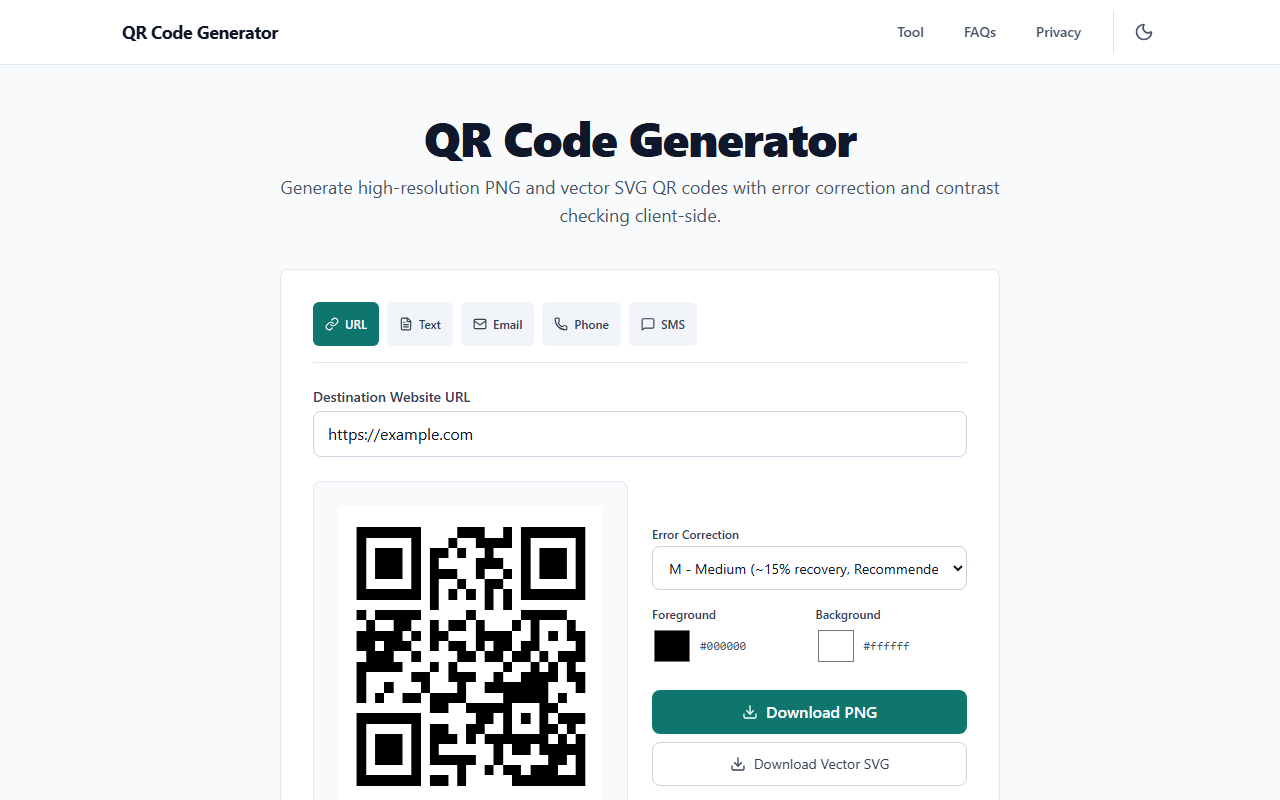 QR Code Generator
Tool
FAQs
Privacy
QR Code Generator
Generate high-resolution PNG and vector SVG QR codes with error correction and contrast
checking client-side.
URL
Text
Email
Phone
SMS
Destination Website URL
https://example.com
Error Correction
M - Medium (~15% recovery, Recommende
Foreground
Background
#000000
#ffffff
Download PNG
Download Vector SVG